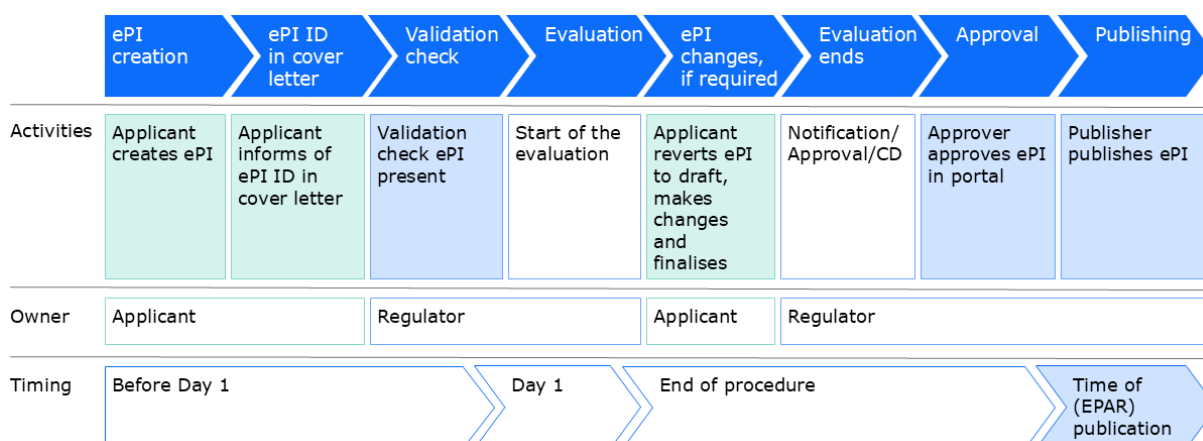 ePI
creation
ePI ID
in cover
letter
Validation
check
Evaluation
ePI
changes,
if required
Evaluation
ends
Approval
Publishing
Activities
Applicant
creates ePI
Applicant
informs of
ePI ID in
cover letter
Validation
check ePI
present
Start of the
evaluation
Applicant
reverts ePI
to draft,
makes
changes
and
finalises
Notification/
Approval/CD
Approver
approves ePI
in portal
Publisher
publishes ePI
Owner
Applicant
Regulator
Applicant
Regulator
Timing
Before Day 1
Day 1
End of procedure
Time of
(EPAR)
publication